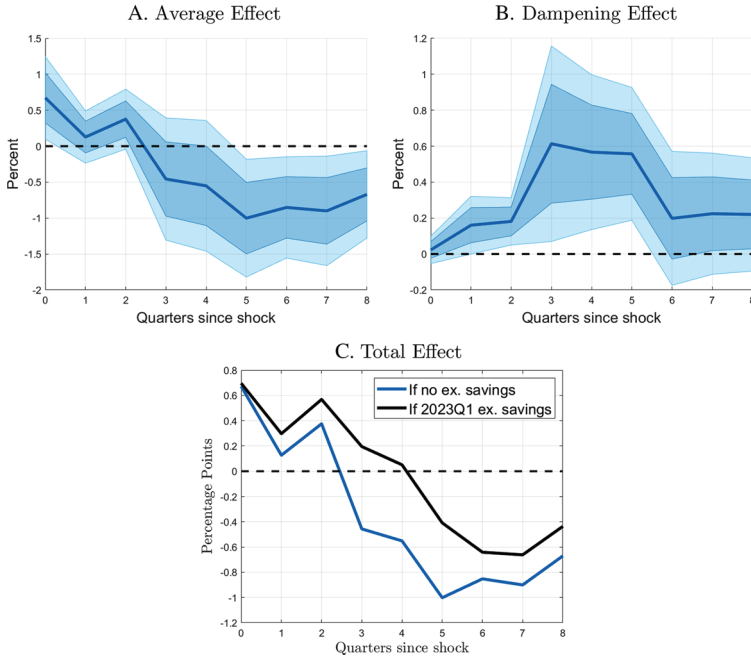 A. Average Effect
1.5
1
0.5
0
-0.5
-1
-1.5
-2
Percent
0 1 2 3 4 5 6 7 8
Quarters since shock
B. Dampening Effect
1.2
1
0.8
0.6
0.4
0.2
0
-0.2
Percent
0 1 2 3 4 5 6 7 8
Quarters since shock
C. Total Effect
0.8
0.6
0.4
0.2
0
-0.2
-0.4
-0.6
-0.8
-1
-1.2
Percentage Points
If no ex. savings
If 2023Q1 ex. savings
0 1 2 3 4 5 6 7 8
Quarters since shock